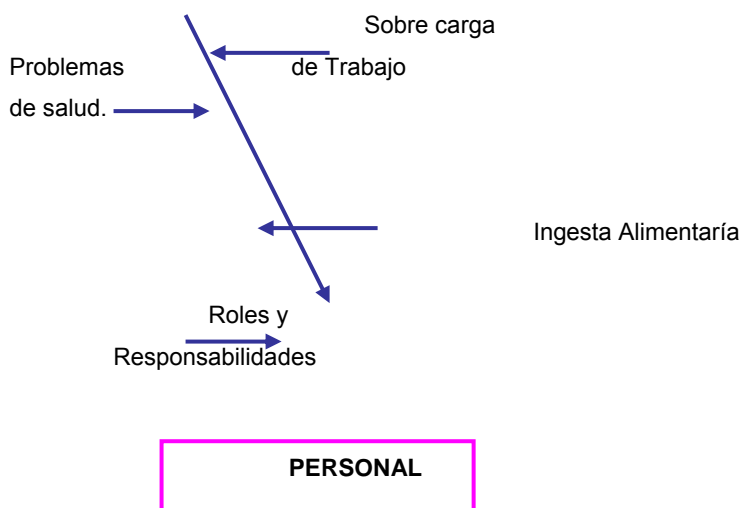 Sobre carga
de Trabajo
Problemas
de salud.
Ingesta Alimentaría
Roles y
Responsabilidades
PERSONAL